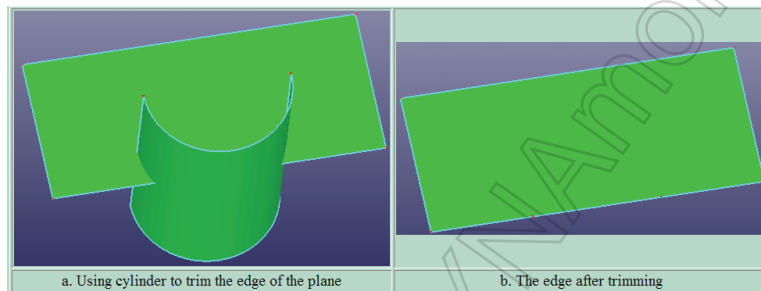 a. Using cylinder to trim the edge of the plane
b. The edge after trimming